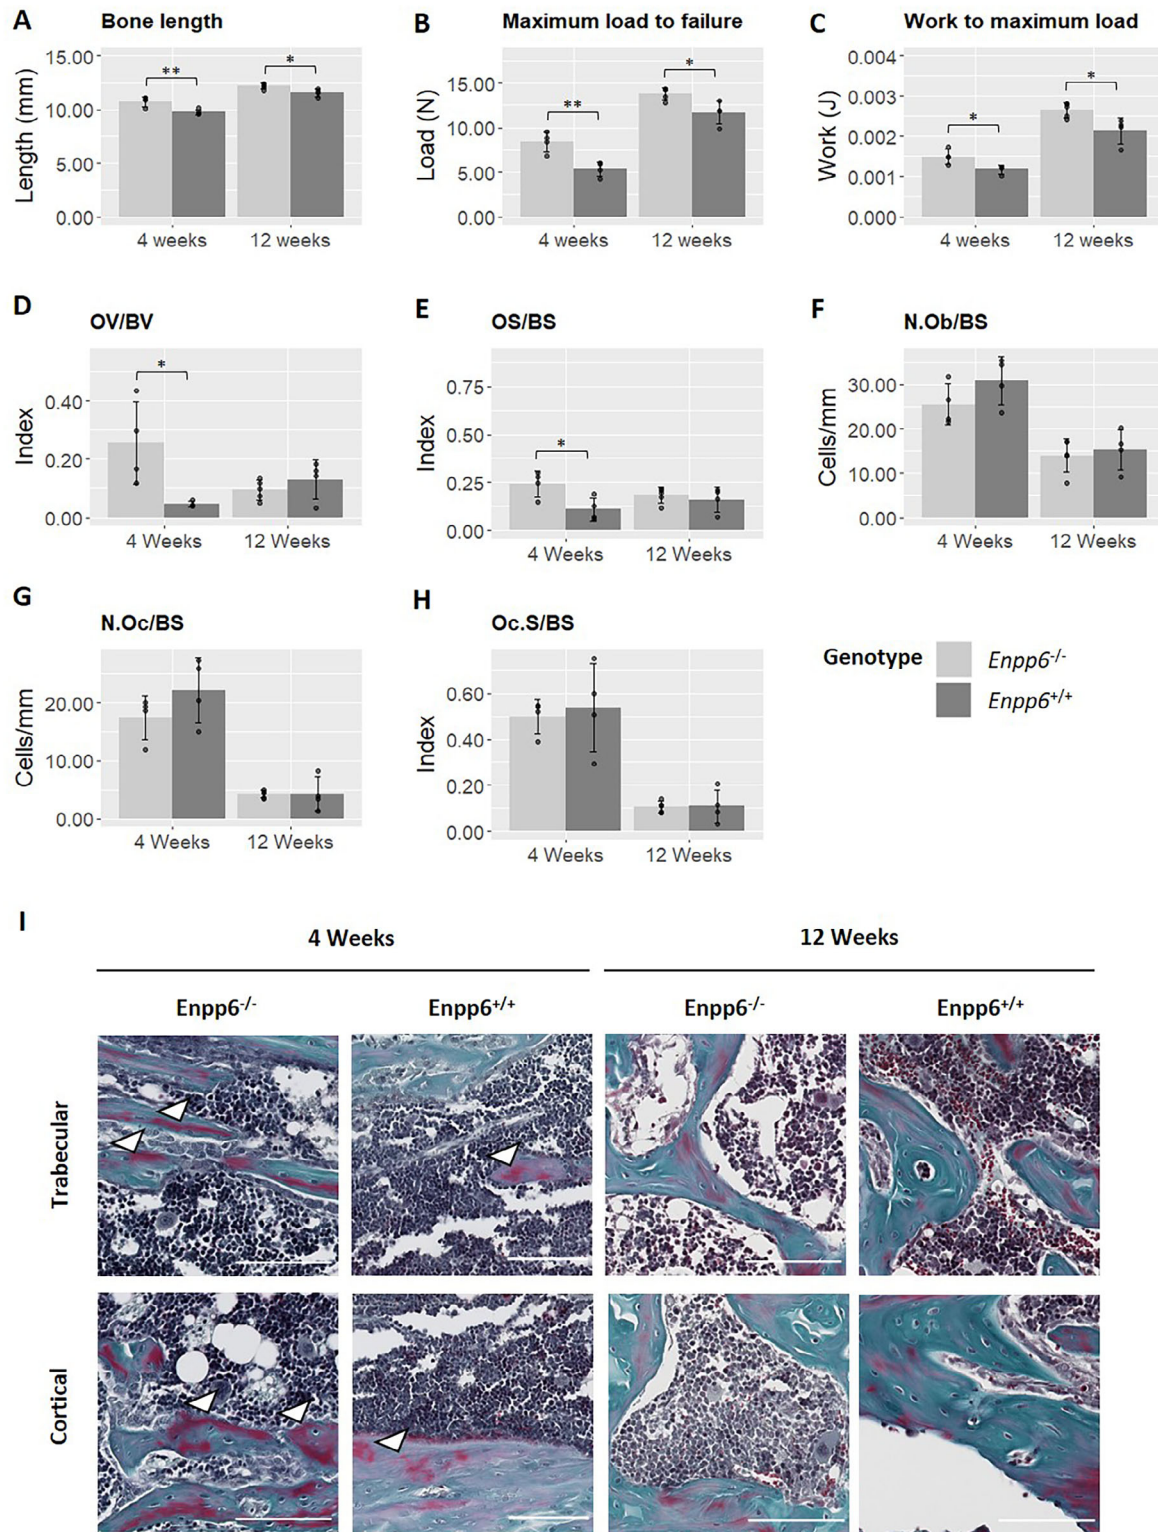 A Bone length
B Maximum load to failure
C Work to maximum load
Length (mm)
15.00
10.00
5.00
0.00
**
*
4 weeks 12 weeks
Load (N)
15.00
10.00
5.00
0.00
**
*
4 weeks 12 weeks
Work (J)
0.004
0.003
0.002
0.001
0.000
*
*
4 weeks 12 weeks
D OV/BV
Index
0.40
0.20
0.00
*
4 Weeks 12 Weeks
E OS/BS
Index
0.75
0.50
0.25
0.00
*
4 Weeks 12 Weeks
F N.Ob/BS
Cells/mm
30.00
20.00
10.00
0.00
4 Weeks 12 Weeks
G N.Oc/BS
Cells/mm
20.00
10.00
0.00
4 Weeks 12 Weeks
H Oc.S/BS
Index
0.60
0.40
0.20
0.00
4 Weeks 12 Weeks
Genotype Enpp6-/-
Enpp6+/+
I
4 Weeks 12 Weeks
Enpp6-/- Enpp6+/+ Enpp6-/- Enpp6+/+
Trabecular
Cortical